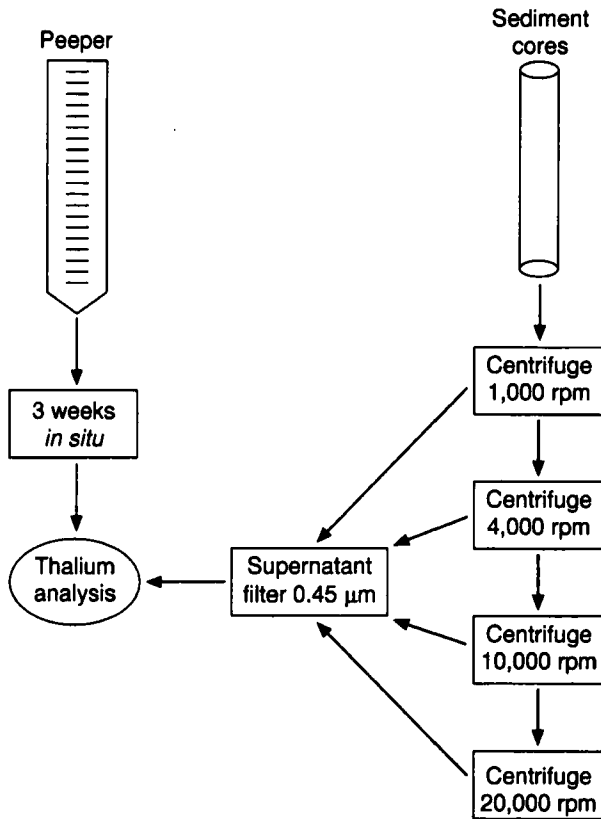 Peeper
Sediment
cores
3 weeks
in situ
Thalium
analysis
Supernatant
filter 0.45 µm
Centrifuge
1,000 rpm
Centrifuge
4,000 rpm
Centrifuge
10,000 rpm
Centrifuge
20,000 rpm